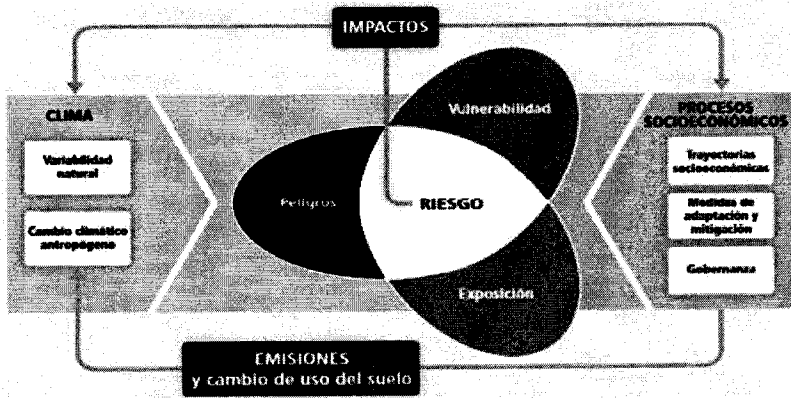 IMPACTOS
CLIMA
Variabilidad
natural
Cambio climático
antropógeno
Peligros
Vulnerabilidad
RIESGO
Exposición
PROCESOS
SOCIOECONÓMICOS
Trayectorias
socioeconómicas
Medidas de
adaptación y
mitigación
Gobernanza
EMISIONES
y cambio de uso del suelo